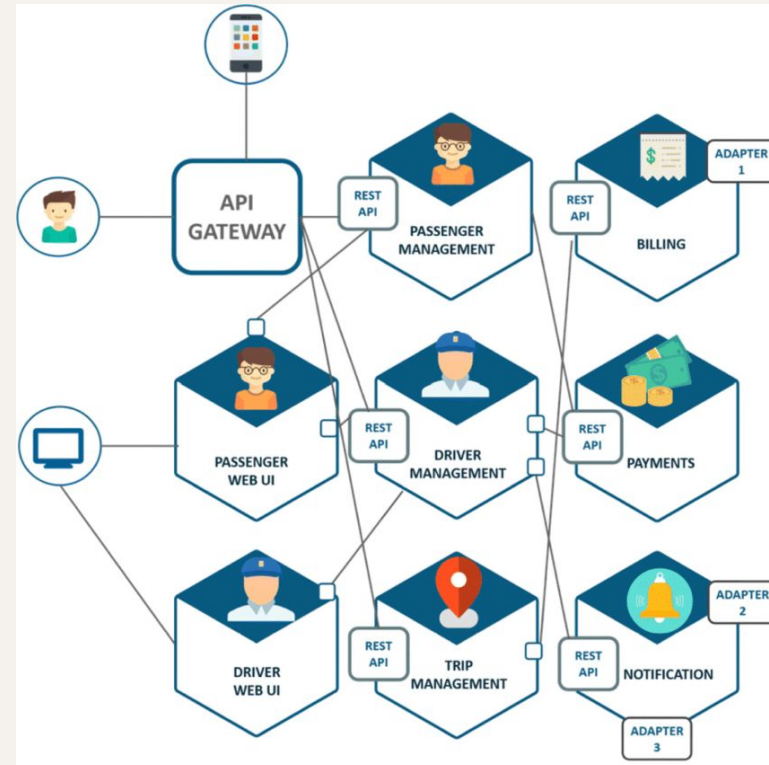 API
GATEWAY
REST
API
PASSENGER
MANAGEMENT
REST
API
BILLING
ADAPTER
1
PASSENGER
WEB UI
REST
API
DRIVER
MANAGEMENT
REST
API
PAYMENTS
DRIVER
WEB UI
REST
API
TRIP
MANAGEMENT
REST
API
NOTIFICATION
ADAPTER
2
ADAPTER
3